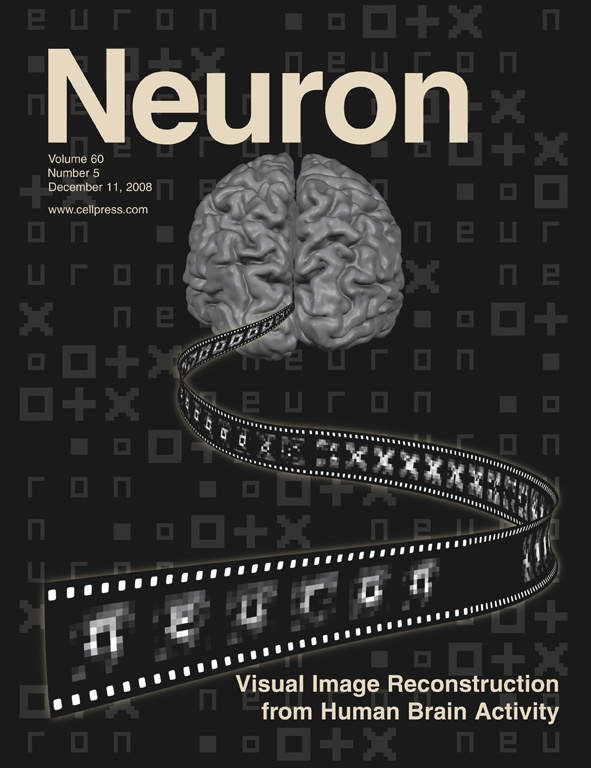 Neuron
Volume 60
Number 5
December 11, 2008
www.cellpress.com
neuron
Visual Image Reconstruction
from Human Brain Activity